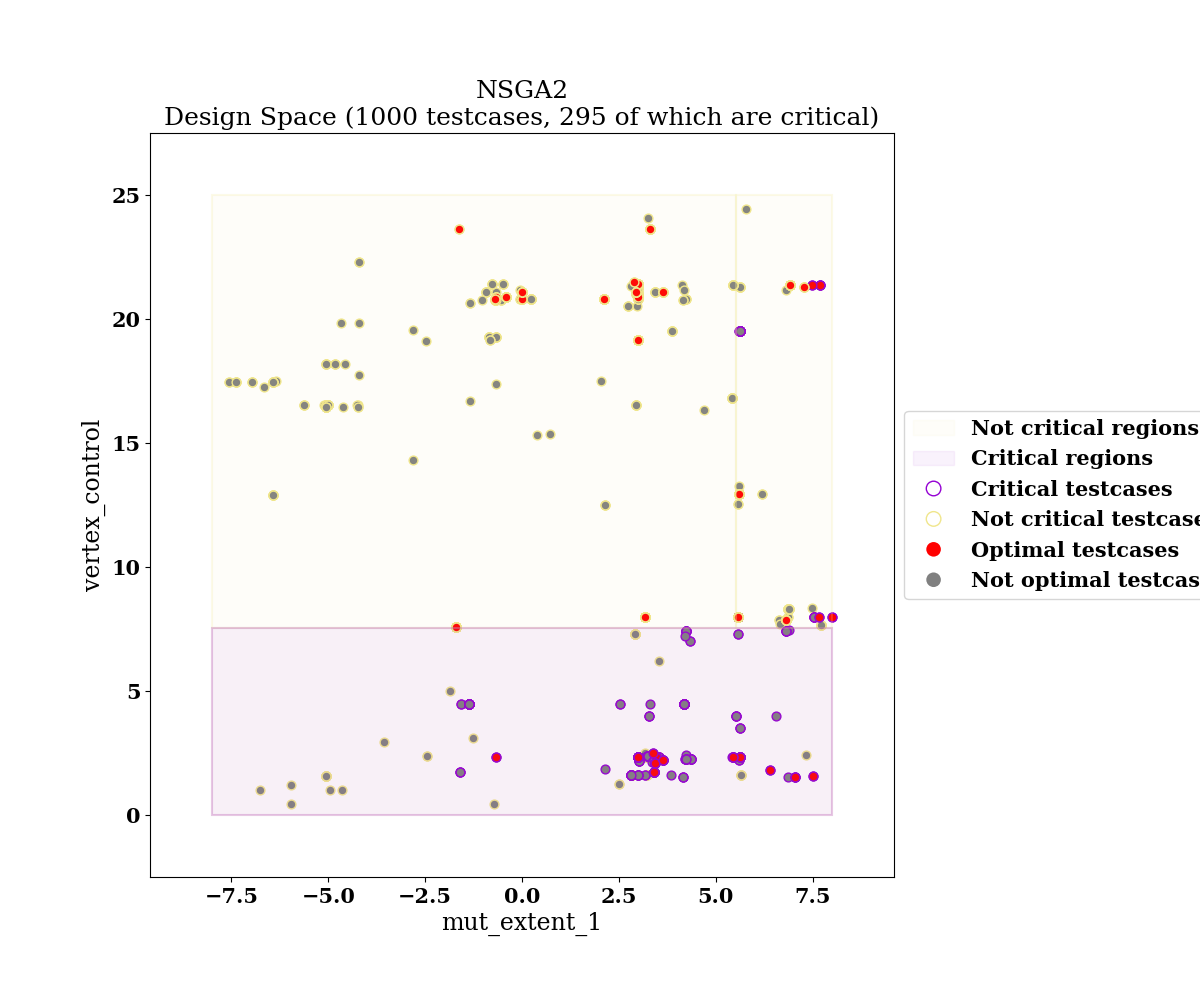 NSGA2
Design Space (1000 testcases, 295 of which are critical)
25
20
15
10
5
0
vertex_control
−7.5
−5.0
−2.5
0.0
2.5
5.0
7.5
mut_extent_1
Not critical regions
Critical regions
Critical testcases
Not critical testcase
Optimal testcases
Not optimal testcas